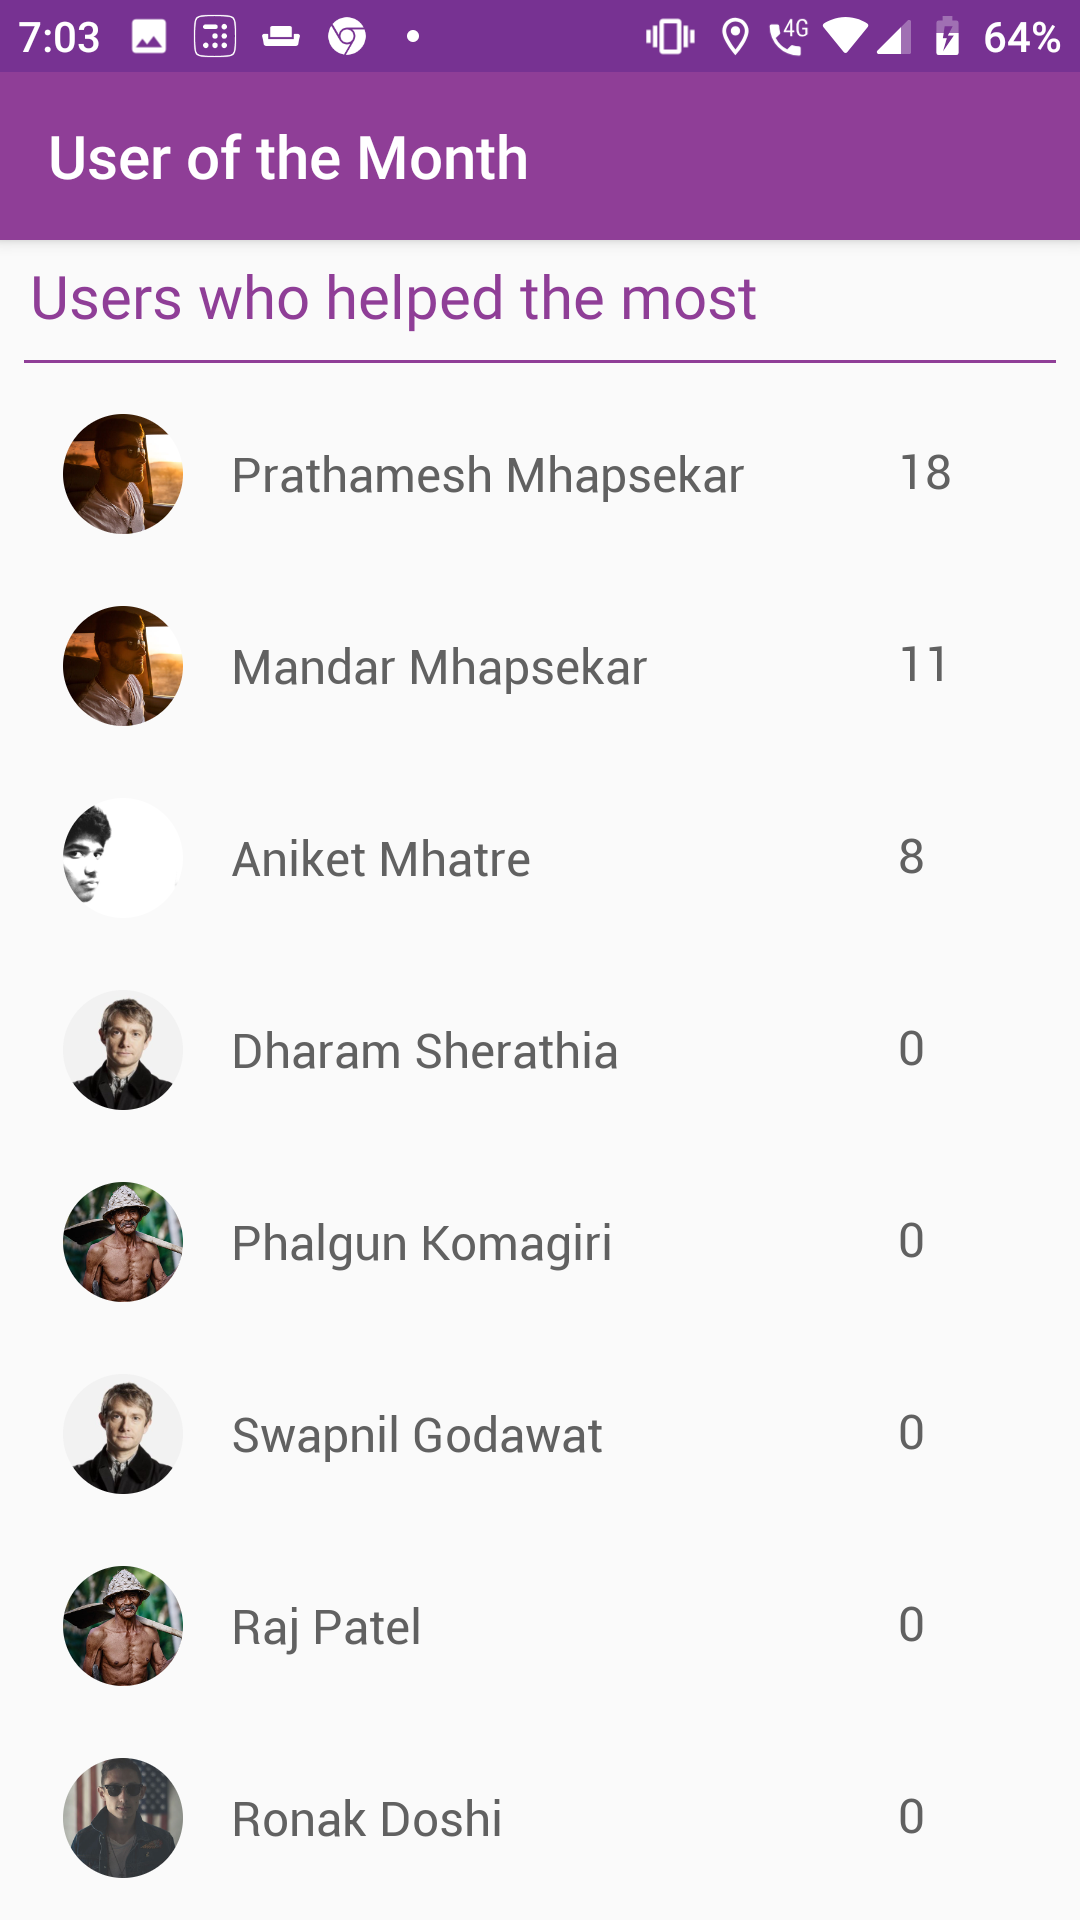 7:03 4G 64%
User of the Month
Users who helped the most
Prathamesh Mhapsekar 18
Mandar Mhapsekar 11
Aniket Mhatre 8
Dharam Sherathia 0
Phalgun Komagiri 0
Swapnil Godawat 0
Raj Patel 0
Ronak Doshi 0